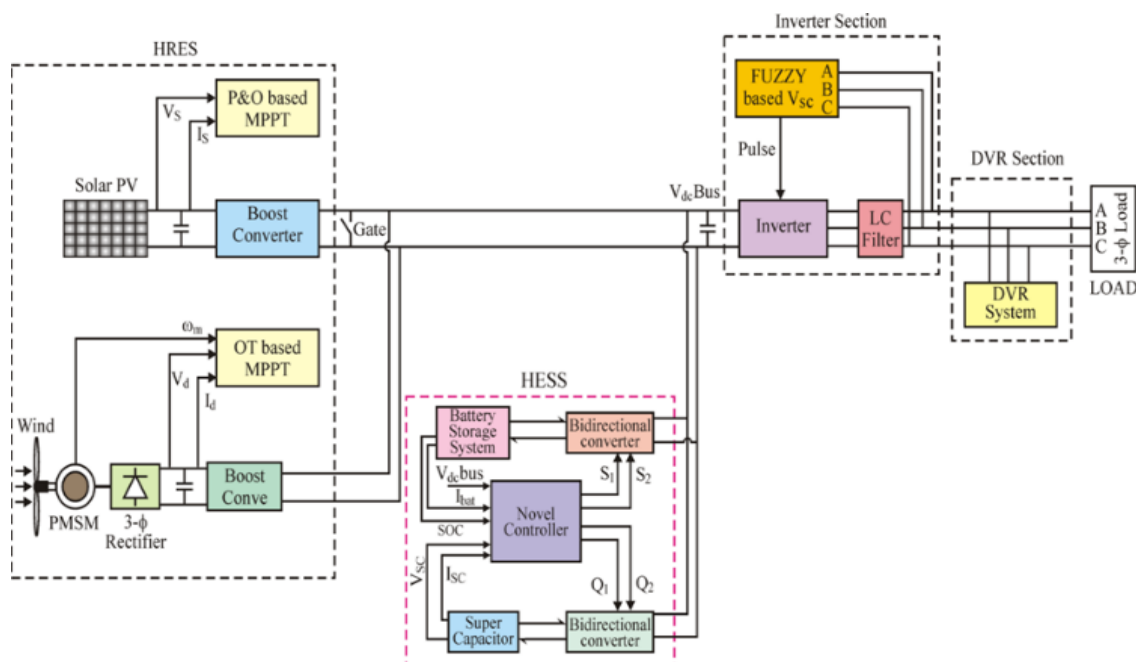 Inverter Section
HRES
FUZZY
based Vsc
A
B
C
P&O based
MPPT
VS
IS
Pulse
DVR Section
Solar PV
Vdc Bus
Boost
Converter
Gate
Inverter
LC
Filter
A
B
C
3-ϕ Load
LOAD
DVR
System
ωm
OT based
MPPT
Vd
Id
HESS
Wind
Battery
Storage
System
Bidirectional
converter
Vdcbus
S1
S2
Ibat
Boost
Conve
Novel
Controller
PMSM
3-ϕ
Rectifier
SOC
VSC
ISC
Q1
Q2
Super
Capacitor
Bidirectional
converter